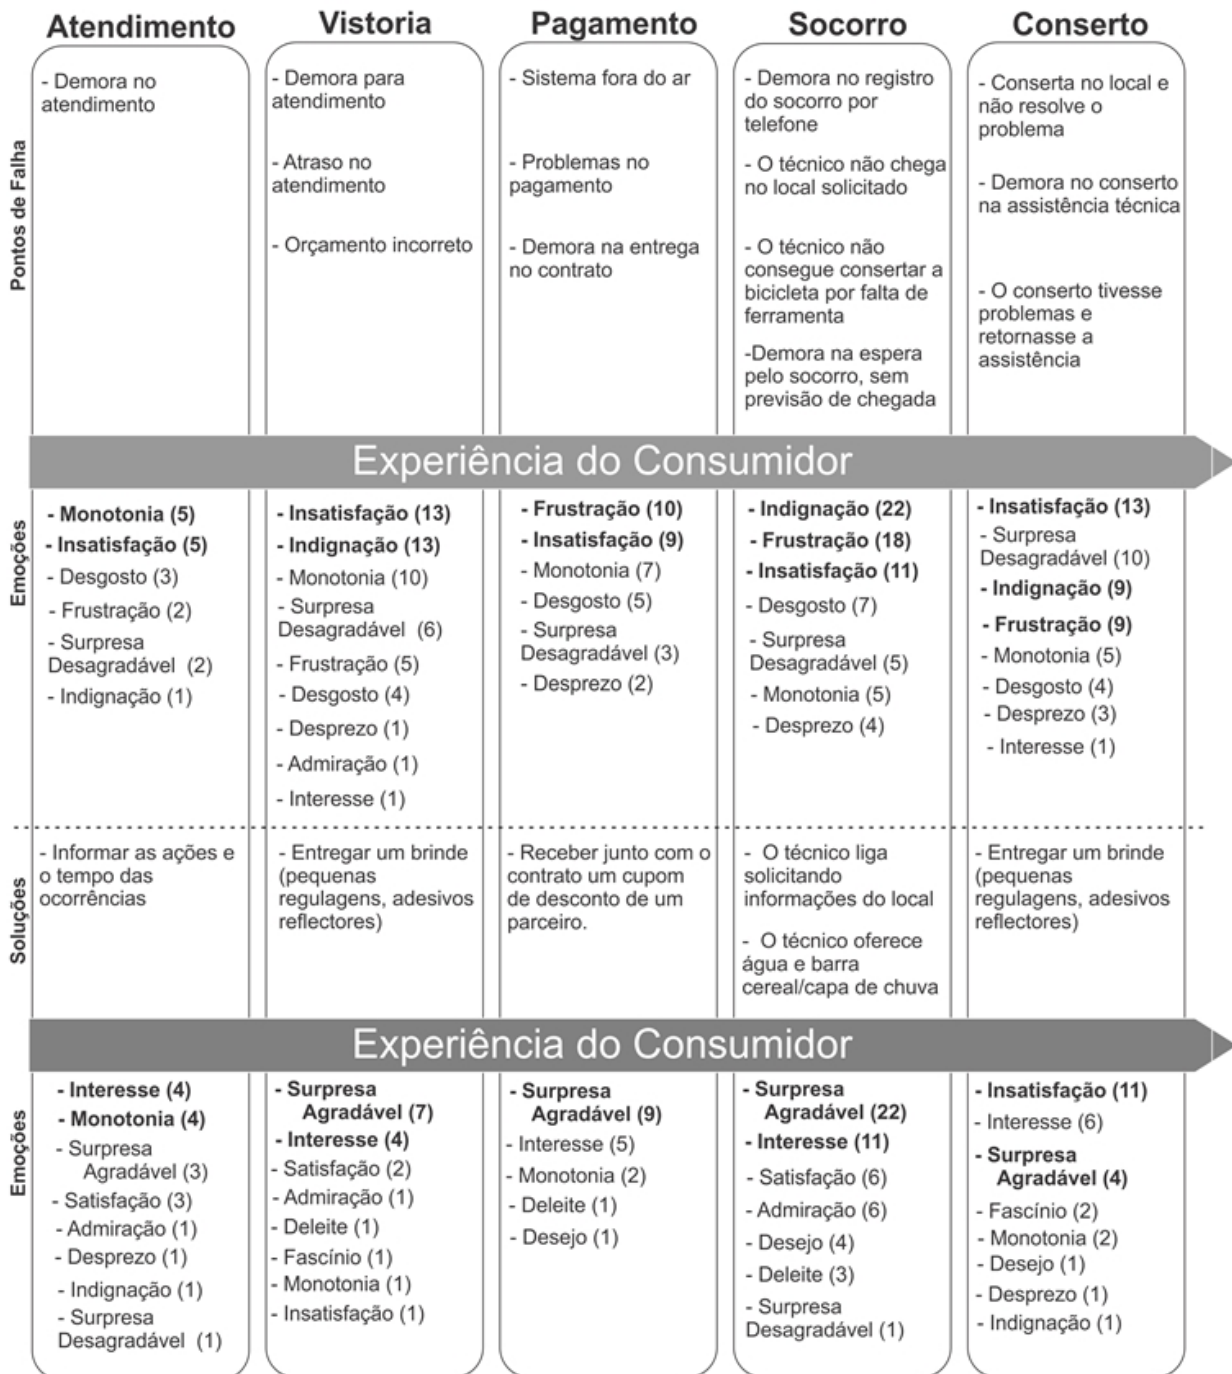 Atendimento
Vistoria
Pagamento
Socorro
Conserto
Pontos de Falha
- Demora no
atendimento
- Demora para
atendimento
- Atraso no
atendimento
- Orçamento incorreto
- Sistema fora do ar
- Problemas no
pagamento
- Demora na entrega
no contrato
- Demora no registro
do socorro por
telefone
- O técnico não chega
no local solicitado
- O técnico não
consegue consertar a
bicicleta por falta de
ferramenta
-Demora na espera
pelo socorro, sem
previsão de chegada
- Conserta no local e
não resolve o
problema
- Demora no conserto
na assistência técnica
- O conserto tivesse
problemas e
retornasse a
assistência
Experiência do Consumidor
Emoções
- Monotonia (5)
- Insatisfação (5)
- Desgosto (3)
- Frustração (2)
- Surpresa
Desagradável (2)
- Indignação (1)
- Insatisfação (13)
- Indignação (13)
- Monotonia (10)
- Surpresa
Desagradável (6)
- Frustração (5)
- Desgosto (4)
- Desprezo (1)
- Admiração (1)
- Interesse (1)
- Frustração (10)
- Insatisfação (9)
- Monotonia (7)
- Desgosto (5)
- Surpresa
Desagradável (3)
- Desprezo (2)
- Indignação (22)
- Frustração (18)
- Insatisfação (11)
- Desgosto (7)
- Surpresa
Desagradável (5)
- Monotonia (5)
- Desprezo (4)
- Insatisfação (13)
- Surpresa
Desagradável (10)
- Indignação (9)
- Frustração (9)
- Monotonia (5)
- Desgosto (4)
- Desprezo (3)
- Interesse (1)
Soluções
- Informar as ações e
o tempo das
ocorrências
- Entregar um brinde
(pequenas
regulagens, adesivos
reflectores)
- Receber junto com o
contrato um cupom
de desconto de um
parceiro.
- O técnico liga
solicitando
informações do local
- O técnico oferece
água e barra
cereal/capa de chuva
- Entregar um brinde
(pequenas
regulagens, adesivos
reflectores)
Experiência do Consumidor
Emoções
- Interesse (4)
- Monotonia (4)
- Surpresa
Agradável (3)
- Satisfação (3)
- Admiração (1)
- Desprezo (1)
- Indignação (1)
- Surpresa
Desagradável (1)
- Surpresa
Agradável (7)
- Interesse (4)
- Satisfação (2)
- Admiração (1)
- Deleite (1)
- Fascínio (1)
- Monotonia (1)
- Insatisfação (1)
- Surpresa
Agradável (9)
- Interesse (5)
- Monotonia (2)
- Deleite (1)
- Desejo (1)
- Surpresa
Agradável (22)
- Interesse (11)
- Satisfação (6)
- Admiração (6)
- Desejo (4)
- Deleite (3)
- Surpresa
Desagradável (1)
- Insatisfação (11)
- Interesse (6)
- Surpresa
Agradável (4)
- Fascínio (2)
- Monotonia (2)
- Desejo (1)
- Desprezo (1)
- Indignação (1)